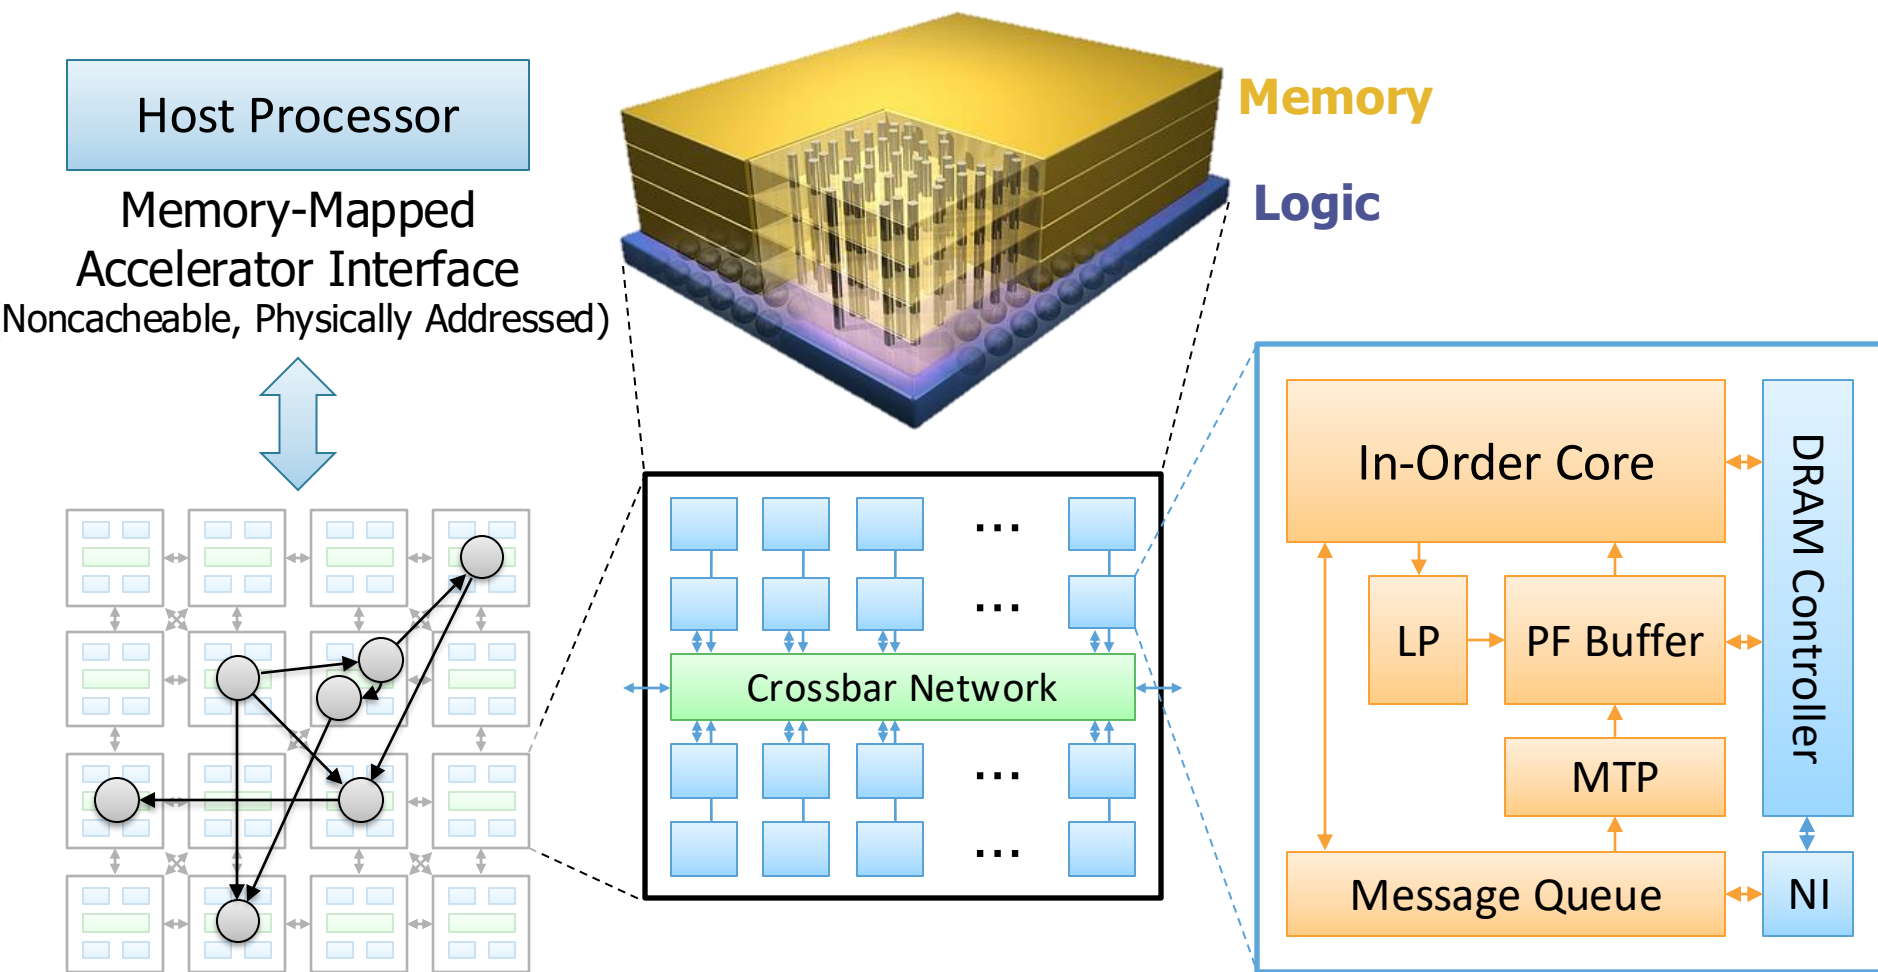 Host Processor
Memory-Mapped
Accelerator Interface
(Noncacheable, Physically Addressed)
Memory
Logic
...
...
Crossbar Network
...
...
In-Order Core
DRAM Controller
LP
PF Buffer
MTP
Message Queue
NI